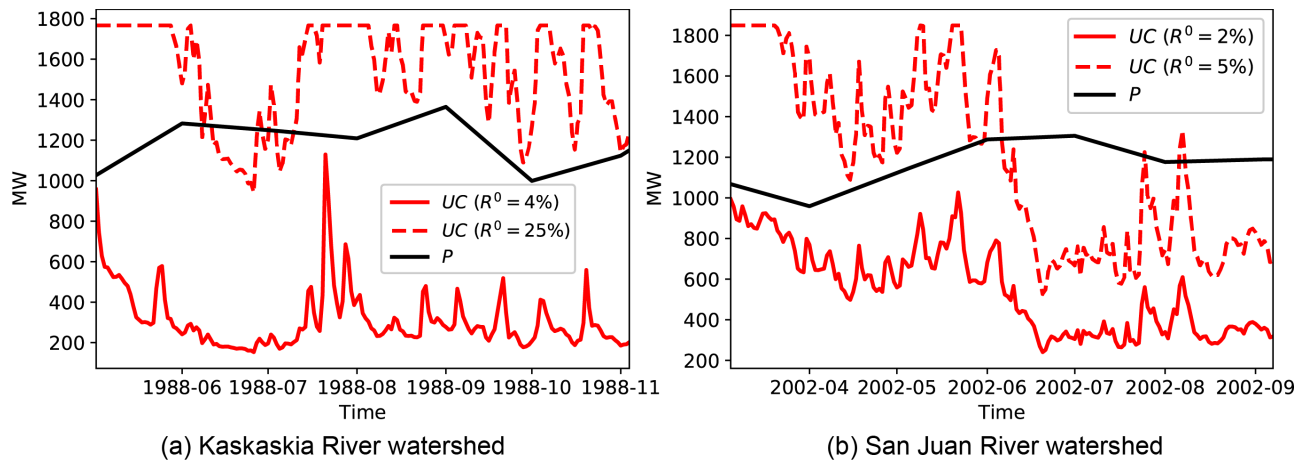 1800
1600
1400
1200
1000
800
600
400
200
MW
UC (R⁰ = 4%)
UC (R⁰ = 25%)
P
1988-06 1988-07 1988-08 1988-09 1988-10 1988-11
Time
(a) Kaskaskia River watershed
1800
1600
1400
1200
1000
800
600
400
200
MW
UC (R⁰ = 2%)
UC (R⁰ = 5%)
P
2002-04 2002-05 2002-06 2002-07 2002-08 2002-09
Time
(b) San Juan River watershed